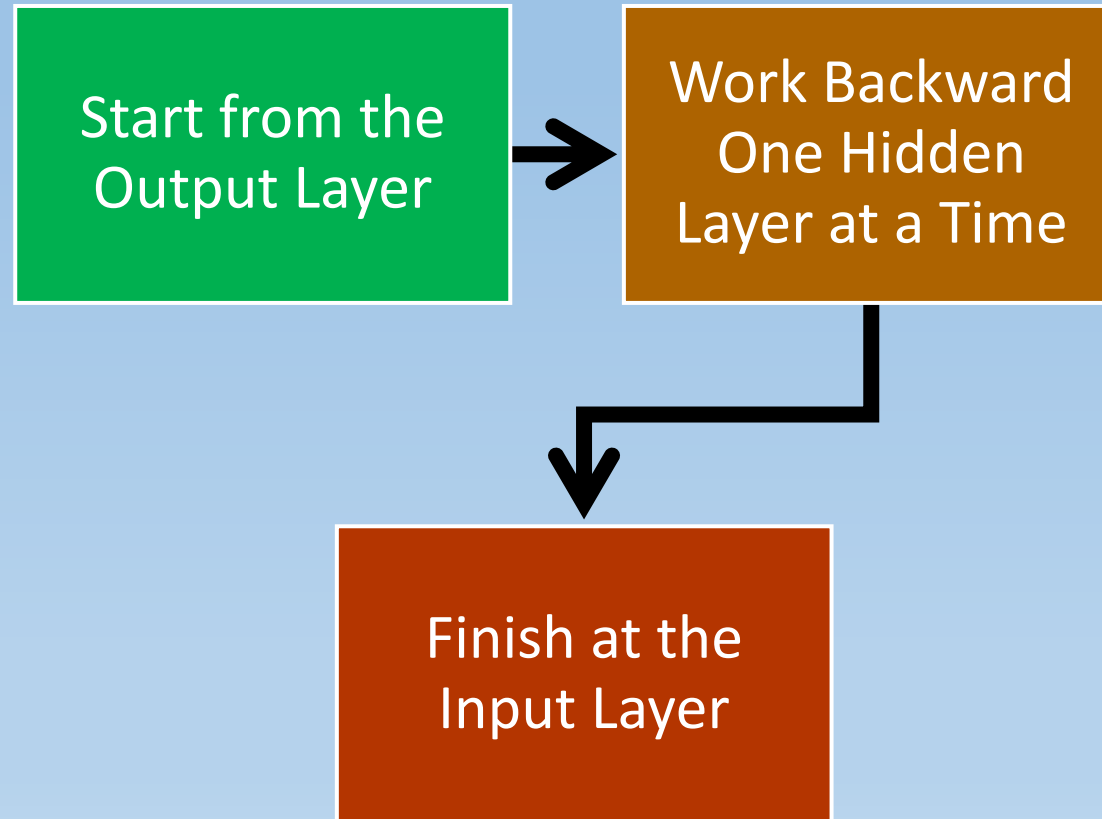 Start from the
Output Layer
Work Backward
One Hidden
Layer at a Time
Finish at the
Input Layer